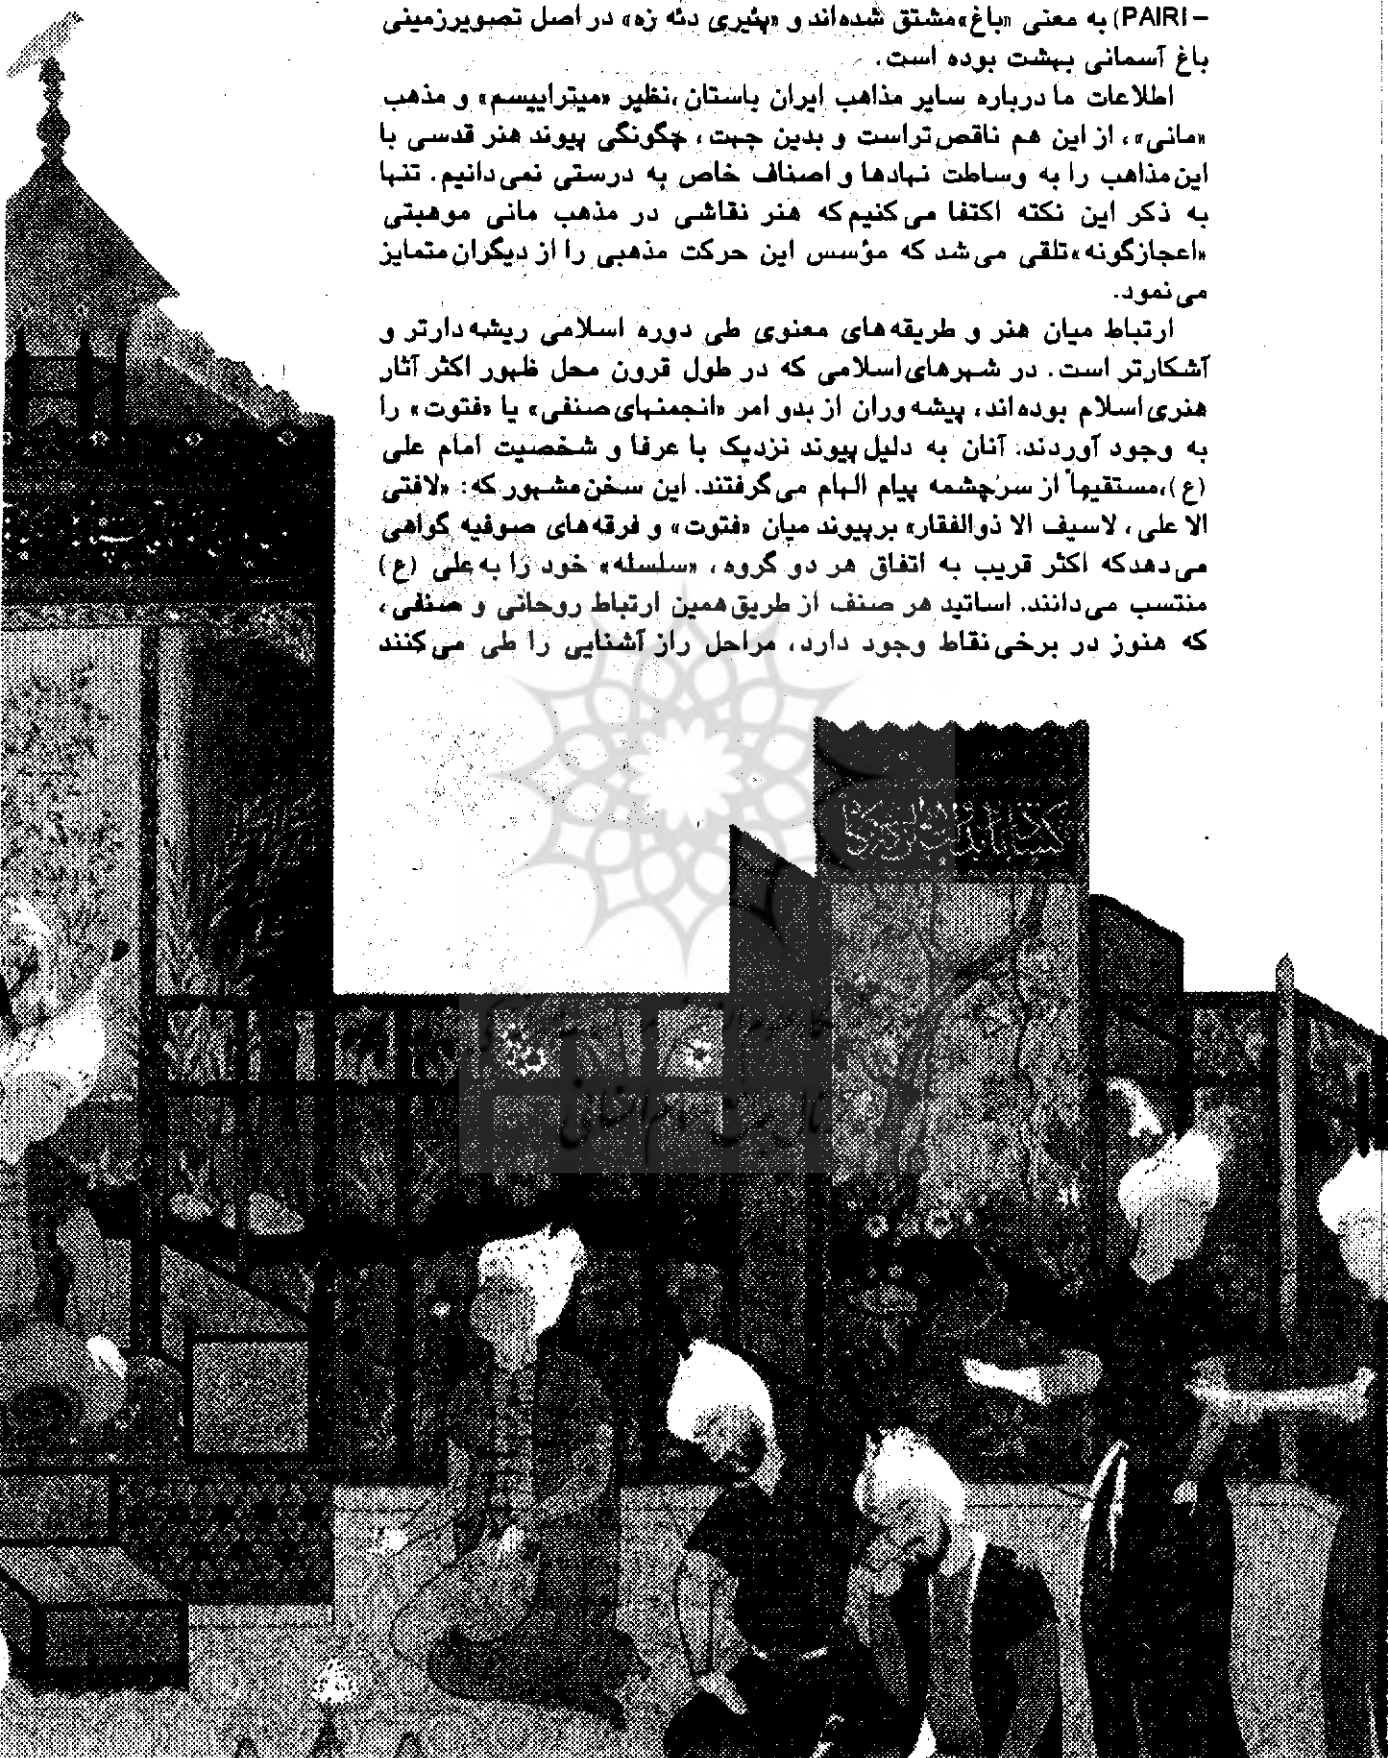 PAIRI –) به معنی «باغ» مشتق شده‌اند و «پئیری دئه زه» در اصل تصویرزمینی
باغ آسمانی بهشت بوده است.
اطلاعات ما درباره سایر مذاهب ایران باستان، نظیر «میتراییسم» و مذهب
«مانی»، از این هم ناقص‌تر است و بدین جهت، چگونگی پیوند هنر قدسی با
این مذاهب را به وساطت نهادها و اصناف خاص به درستی نمی‌دانیم. تنها
به ذکر این نکته اکتفا می‌کنیم که هنر نقاشی در مذهب مانی موهبتی
«اعجازگونه» تلقی می‌شد که مؤسس این حرکت مذهبی را از دیگران متمایز
می‌نمود.
ارتباط میان هنر و طریقه‌های معنوی طی دوره اسلامی ریشه‌دارتر و
آشکارتر است. در شهرهای اسلامی که در طول قرون محل ظهور اکثر آثار
هنری اسلام بوده‌اند، پیشه‌وران از بدو امر «انجمنهای صنفی» یا «فتوت» را
به وجود آوردند. آنان به دلیل پیوند نزدیک با عرفا و شخصیت امام علی
(ع)، مستقیماً از سرچشمه پیام الهام می‌گرفتند. این سخن مشهور که: «لافتی
الا علی، لاسیف الا ذوالفقار» برپیوند میان «فتوت» و فرقه‌های صوفیه گواهی
می‌دهدکه اکثر قریب به اتفاق هر دو گروه، «سلسله» خود را به علی (ع)
منتسب می‌دانند. اساتید هر صنف از طریق همین ارتباط روحانی و صنفی،
که هنوز در برخی نقاط وجود دارد، مراحل راز آشنایی را طی می‌کنند